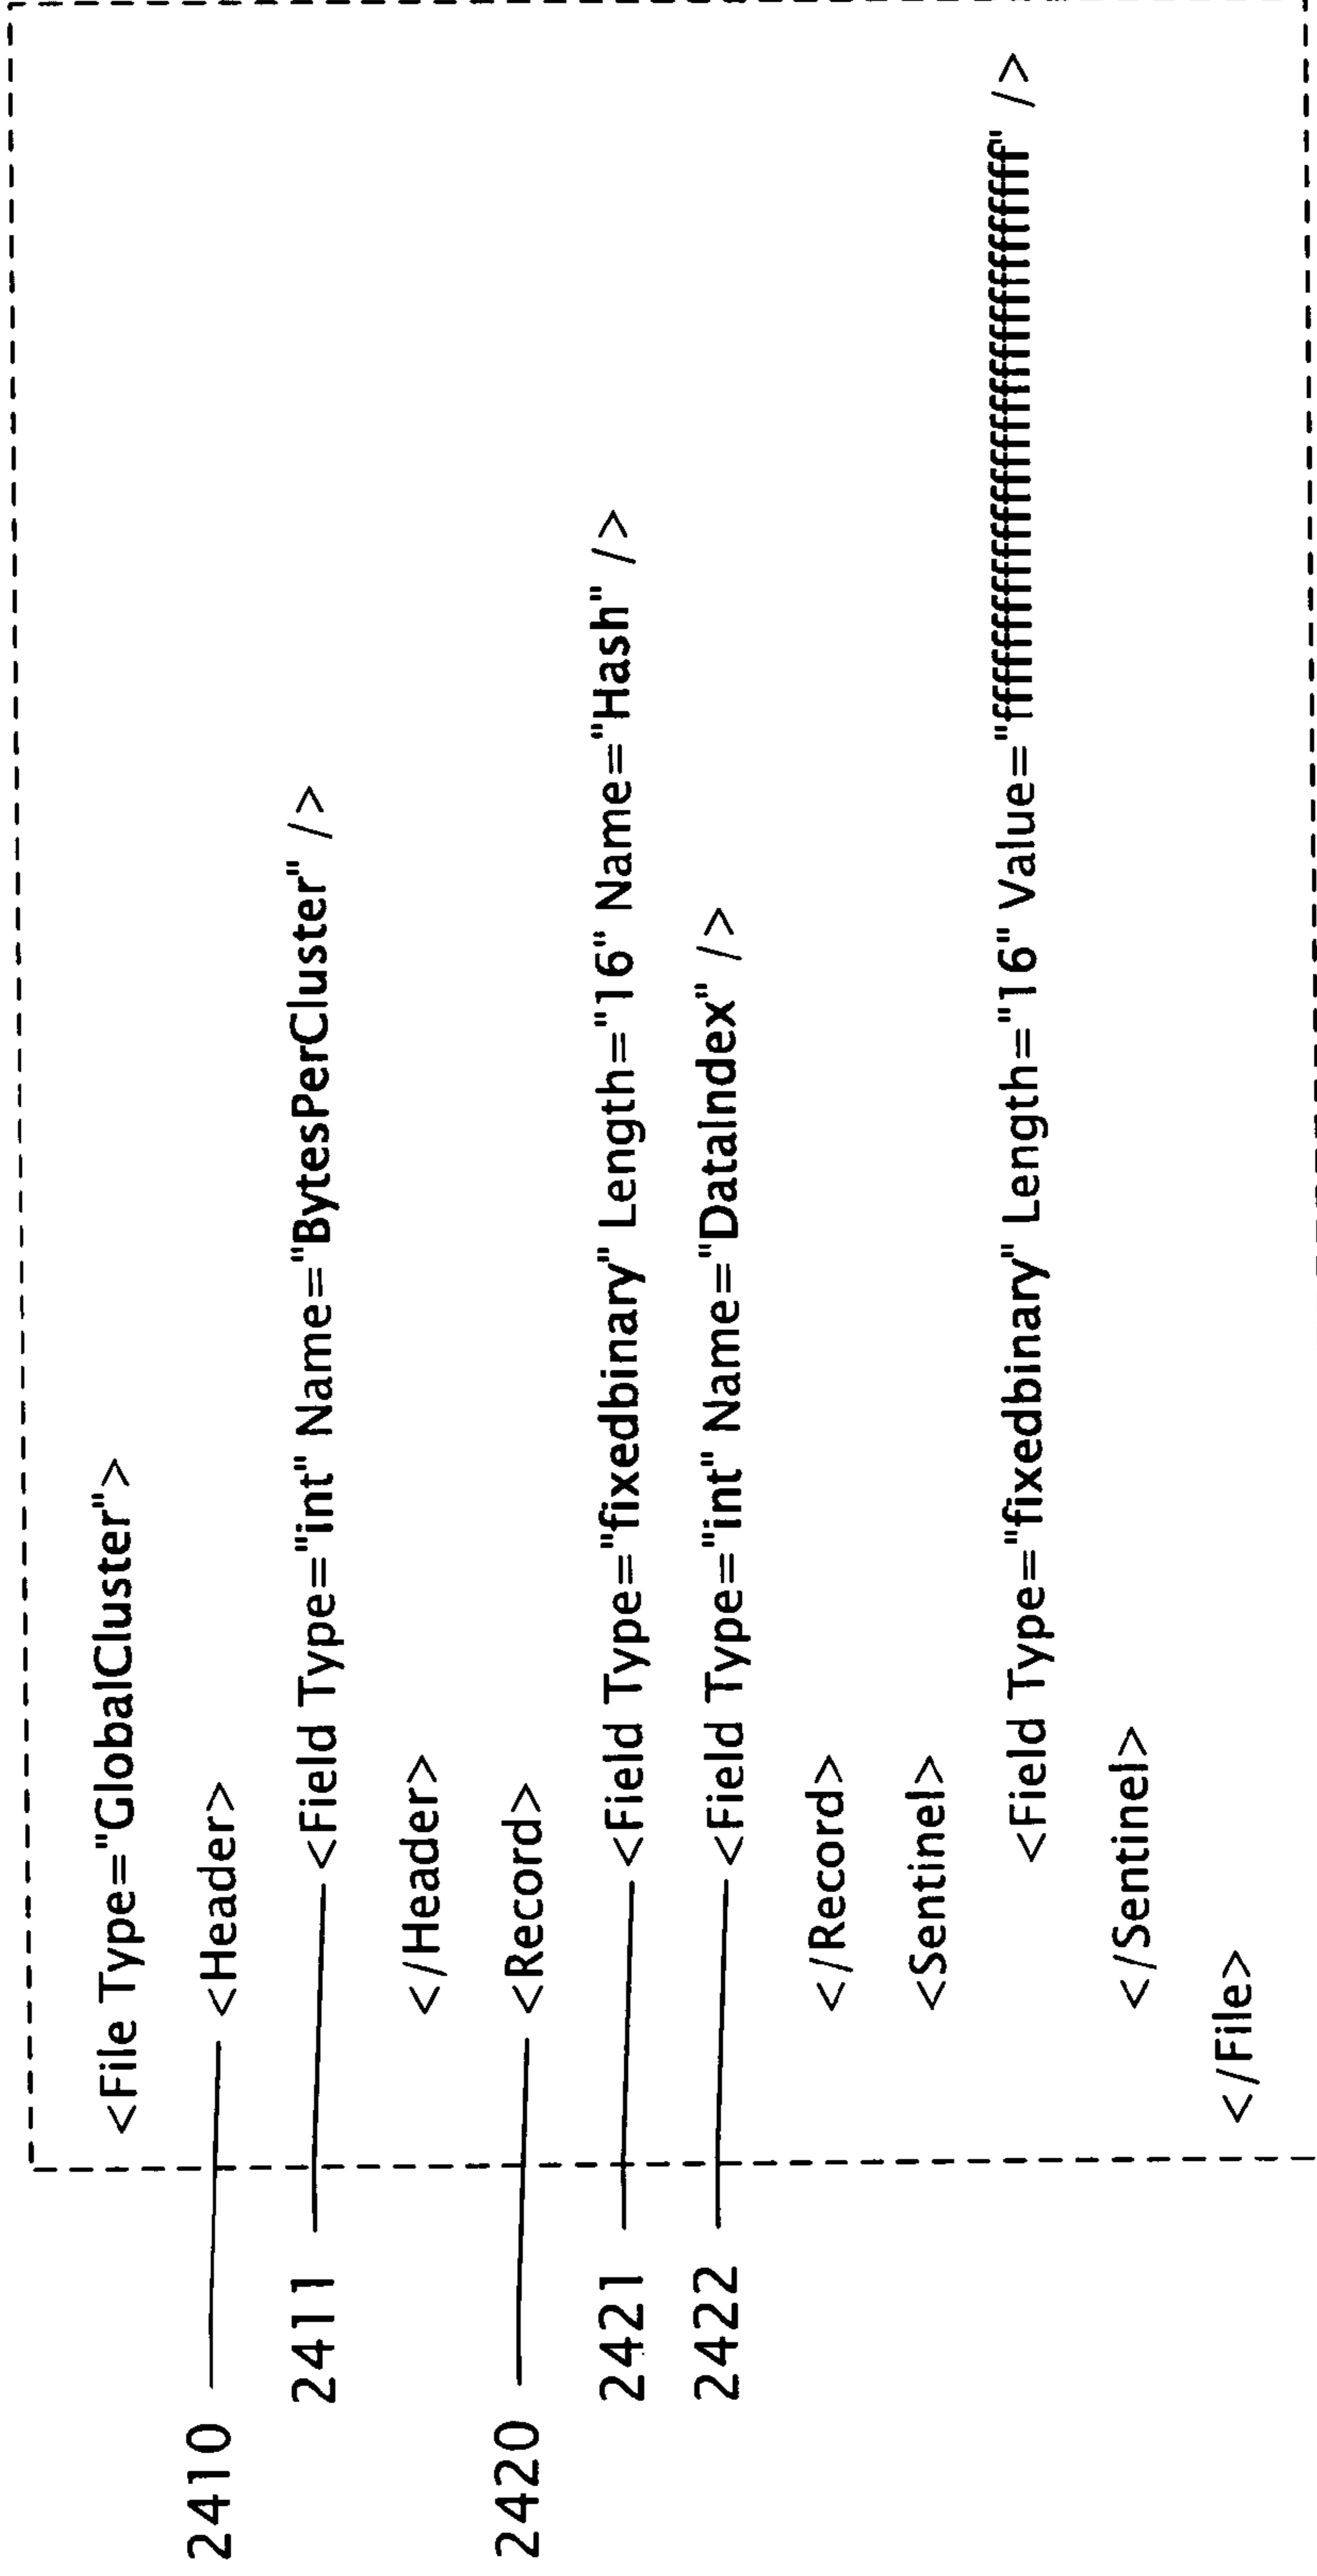 <File Type="GlobalCluster">
2410 <Header>
2411 <Field Type="int" Name="BytesPerCluster" />
</Header>
2420 <Record>
2421 <Field Type="fixedbinary" Length="16" Name="Hash" />
2422 <Field Type="int" Name="DataIndex" />
</Record>
<Sentinel>
<Field Type="fixedbinary" Length="16" Value="ffffffffffffffffffffffffffffffff" />
</Sentinel>
</File>